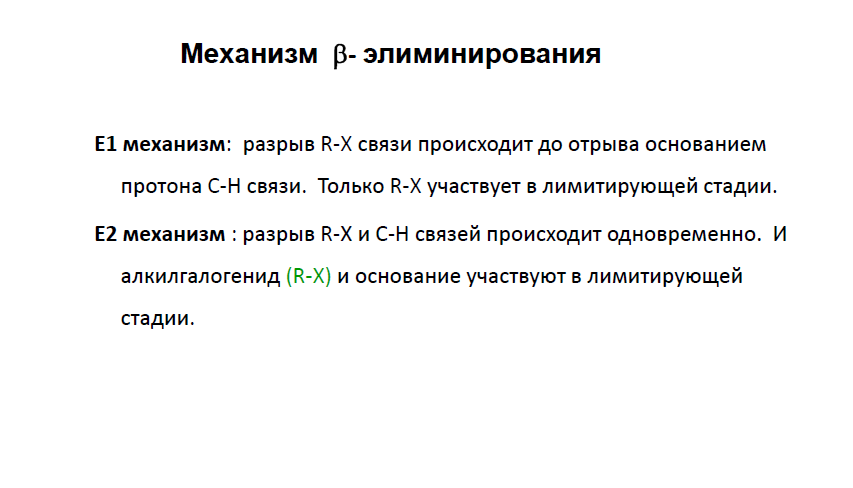 Механизм β- элиминирования
E1 механизм: разрыв R-X связи происходит до отрыва основанием
протона C-H связи. Только R-X участвует в лимитирующей стадии.
E2 механизм : разрыв R-X и C-H связей происходит одновременно. И
алкилгалогенид (R-X) и основание участвуют в лимитирующей
стадии.